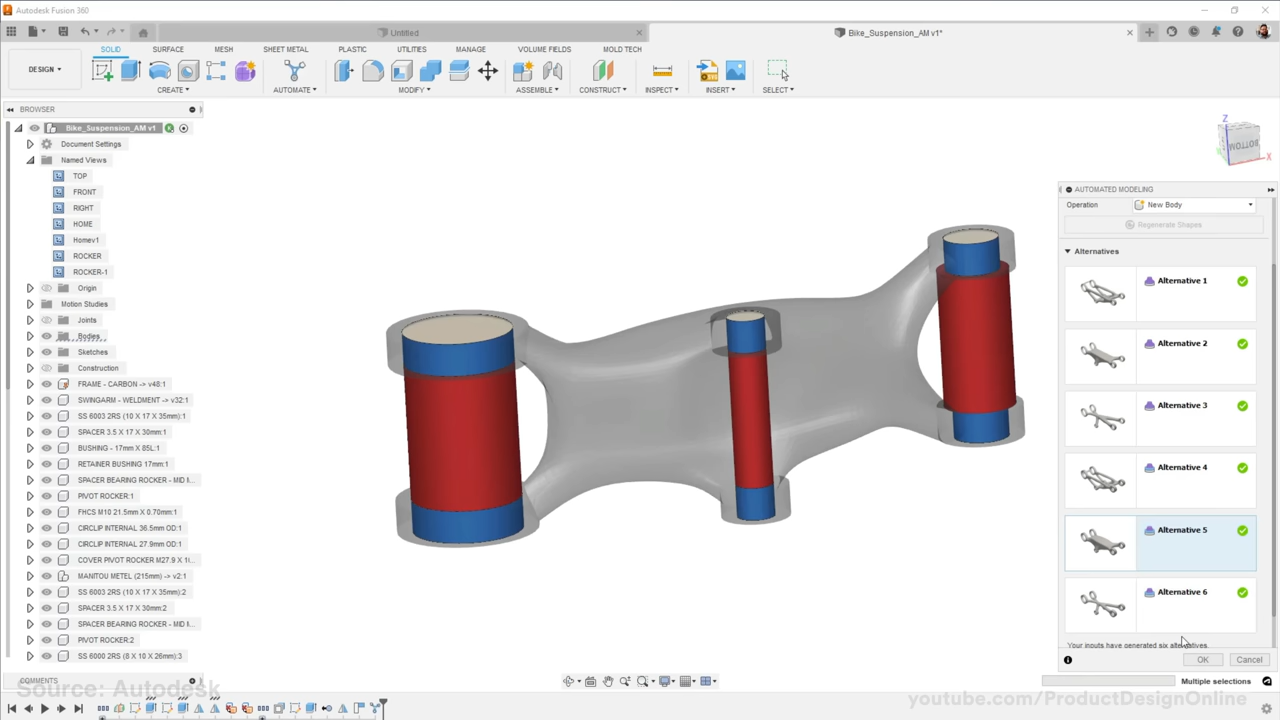 Autodesk Fusion 360
Untitled
Bike_Suspension_AM v1*
DESIGN
SOLID
SURFACE
MESH
SHEET METAL
PLASTIC
UTILITIES
MANAGE
VOLUME FIELDS
MOLD TECH
CREATE
AUTOMATE
MODIFY
ASSEMBLE
CONSTRUCT
INSPECT
INSERT
SELECT
BROWSER
Bike_Suspension_AM v1
Document Settings
Named Views
TOP
FRONT
RIGHT
HOME
Homev1
ROCKER
ROCKER-1
Origin
Motion Studies
Joints
Bodies
Sketches
Construction
FRAME - CARBON -> v48:1
SWINGARM - WELDMENT -> v32:1
SS 6003 2RS (10 X 17 X 35mm):1
SPACER 3.5 X 17 X 30mm:1
BUSHING - 17mm X 85L:1
RETAINER BUSHING 17mm:1
SPACER BEARING ROCKER - MID I...
PIVOT ROCKER:1
FHCS M10 21.5mm X 0.70mm:1
CIRCLIP INTERNAL 36.5mm OD:1
CIRCLIP INTERNAL 27.9mm OD:1
COVER PIVOT ROCKER M27.9 X 1(...
MANITOU METEL (215mm) -> v2:1
SS 6003 2RS (10 X 17 X 35mm):2
SPACER 3.5 X 17 X 30mm:2
SPACER BEARING ROCKER - MID I...
PIVOT ROCKER:2
SS 6000 2RS (8 X 10 X 26mm):3
COMMENTS
Source: Autodesk
Z
X
BOTTOM
AUTOMATED MODELING
Operation
New Body
Regenerate Shapes
Alternatives
Alternative 1
Alternative 2
Alternative 3
Alternative 4
Alternative 5
Alternative 6
Your inputs have generated six alternatives.
OK
Cancel
Multiple selections
youtube.com/ProductDesignOnline